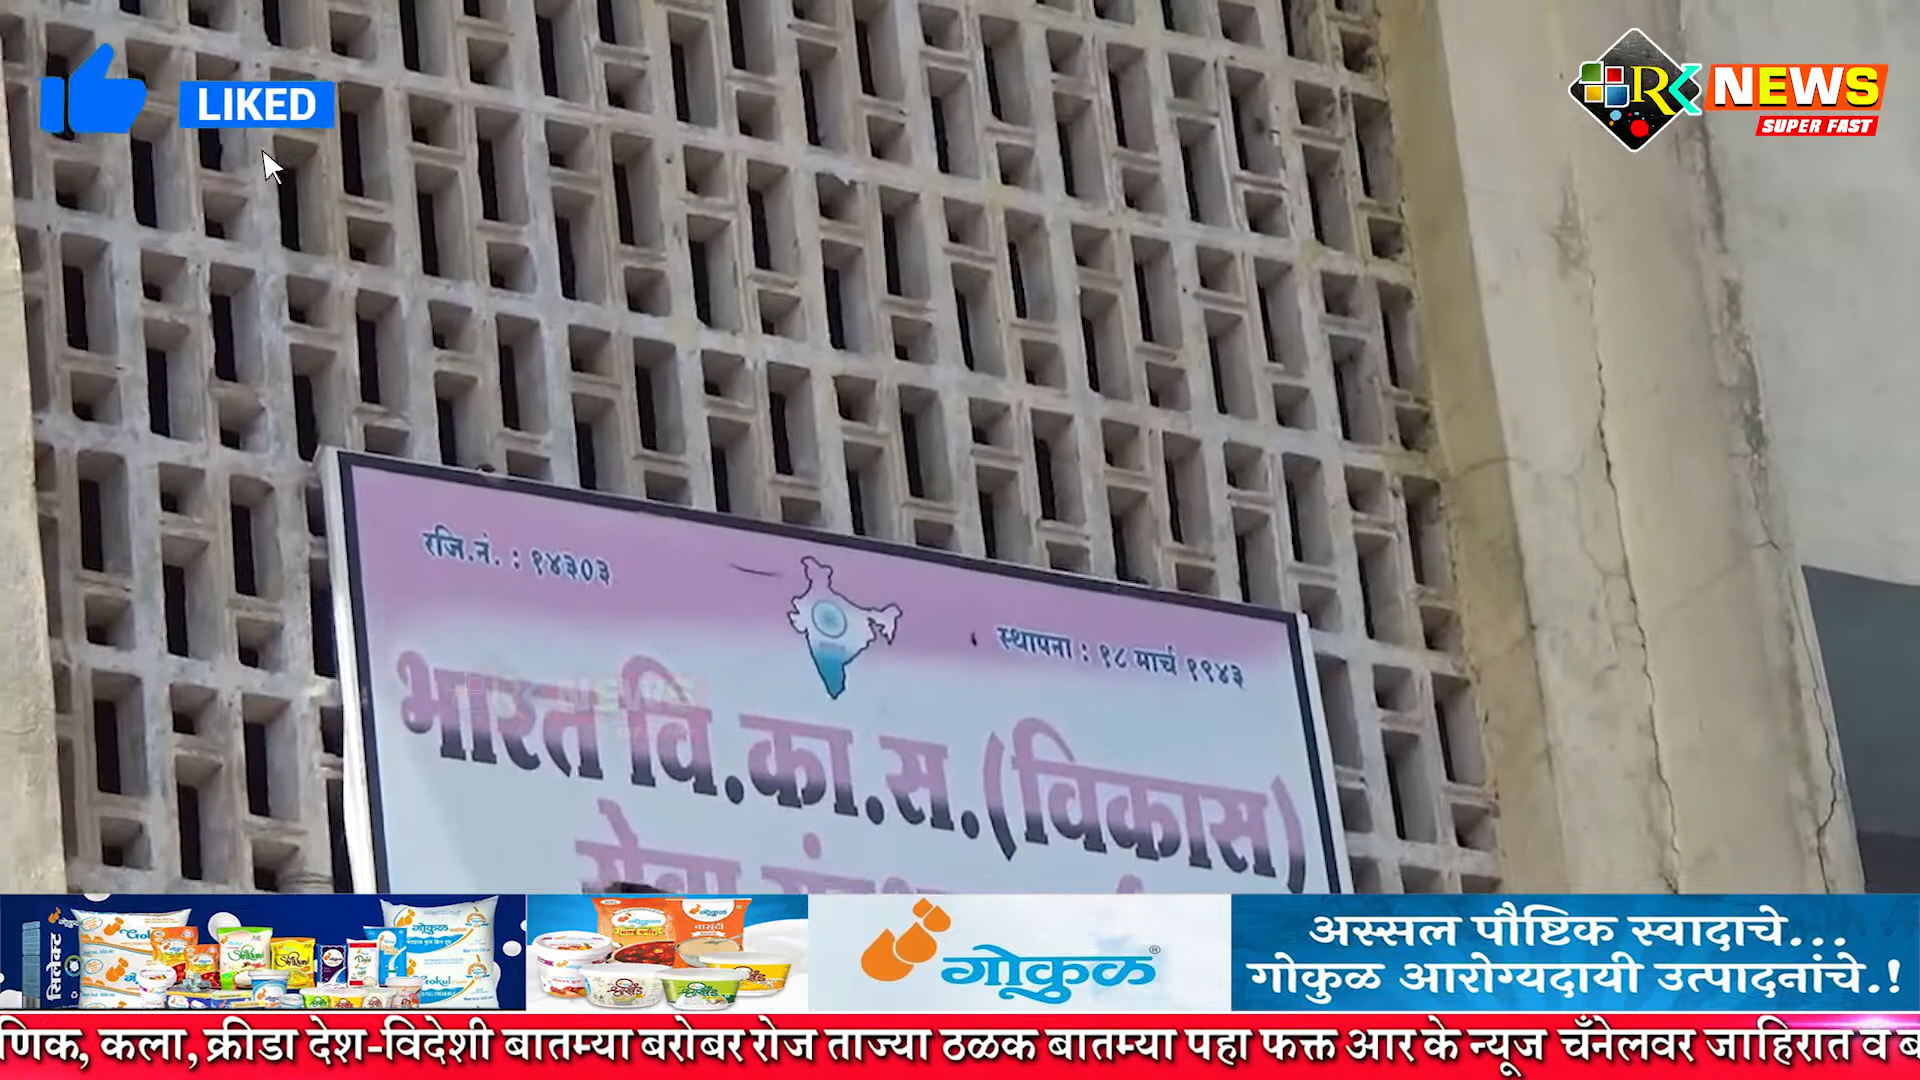 LIKED
RK NEWS
SUPER FAST
रजि.नं. : १४३०३
स्थापना : १८ मार्च १९४३
भारत वि.का.स.(विकास)
सिलेक्ट
गोकुळ
अस्सल पौष्टिक स्वादाचे...
गोकुळ आरोग्यदायी उत्पादनांचे.!
णिक, कला, क्रीडा देश-विदेशी बातम्या बरोबर रोज ताज्या ठळक बातम्या पहा फक्त आर के न्यूज चॅनेलवर जाहिरात व ब